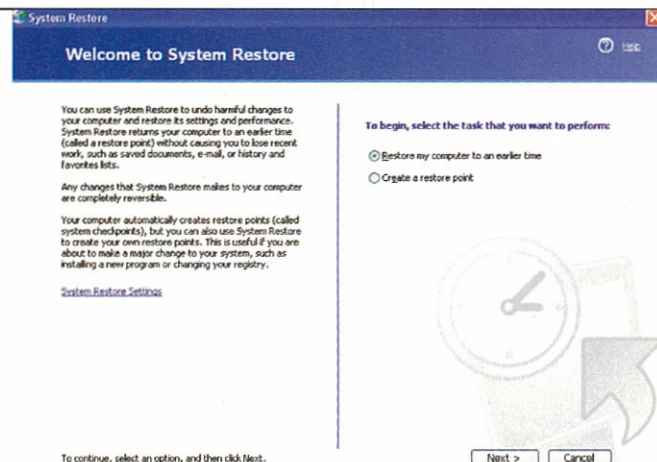 System Restore
Welcome to System Restore
Help
You can use System Restore to undo harmful changes to
your computer and restore its settings and performance.
System Restore returns your computer to an earlier time
(called a restore point) without causing you to lose recent
work, such as saved documents, e-mail, or history and
favorites lists.
Any changes that System Restore makes to your computer
are completely reversible.
Your computer automatically creates restore points (called
system checkpoints), but you can also use System Restore
to create your own restore points. This is useful if you are
about to make a major change to your system, such as
installing a new program or changing your registry.
System Restore Settings
To begin, select the task that you want to perform:
Restore my computer to an earlier time
Create a restore point
To continue, select an option, and then click Next.
Next >
Cancel